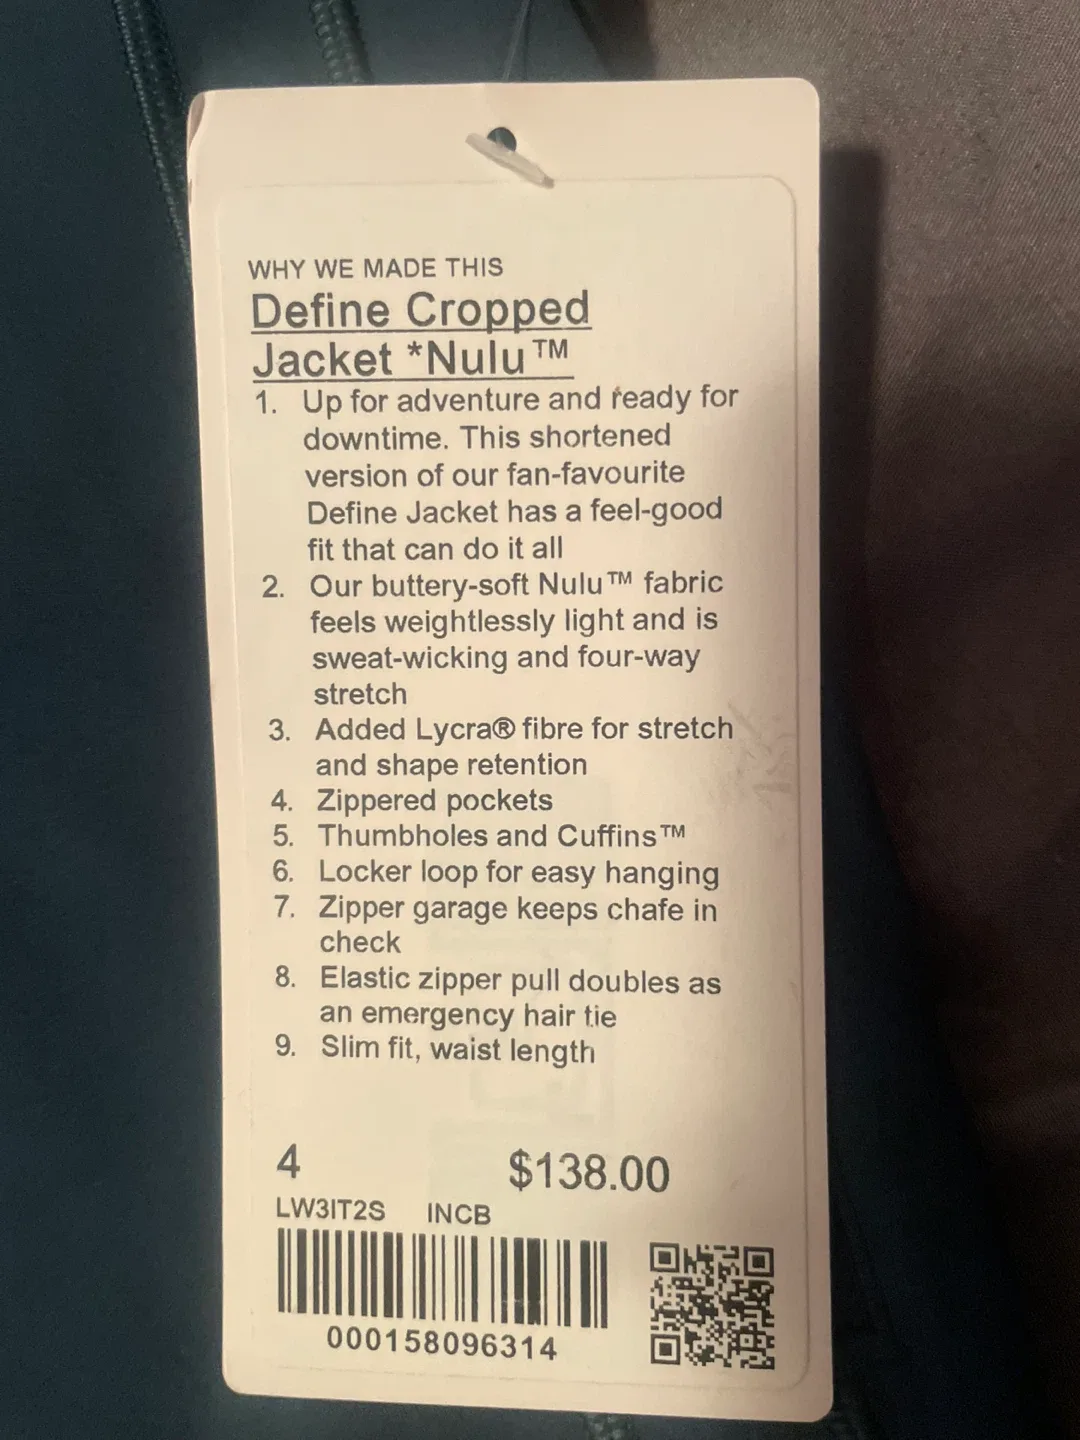 WHY WE MADE THIS
Define Cropped
Jacket *Nulu™
1. Up for adventure and ready for
downtime. This shortened
version of our fan-favourite
Define Jacket has a feel-good
fit that can do it all
2. Our buttery-soft Nulu™ fabric
feels weightlessly light and is
sweat-wicking and four-way
stretch
3. Added Lycra® fibre for stretch
and shape retention
4. Zippered pockets
5. Thumbholes and Cuffins™
6. Locker loop for easy hanging
7. Zipper garage keeps chafe in
check
8. Elastic zipper pull doubles as
an emergency hair tie
9. Slim fit, waist length
4 $138.00
LW3IT2S INCB
000158096314